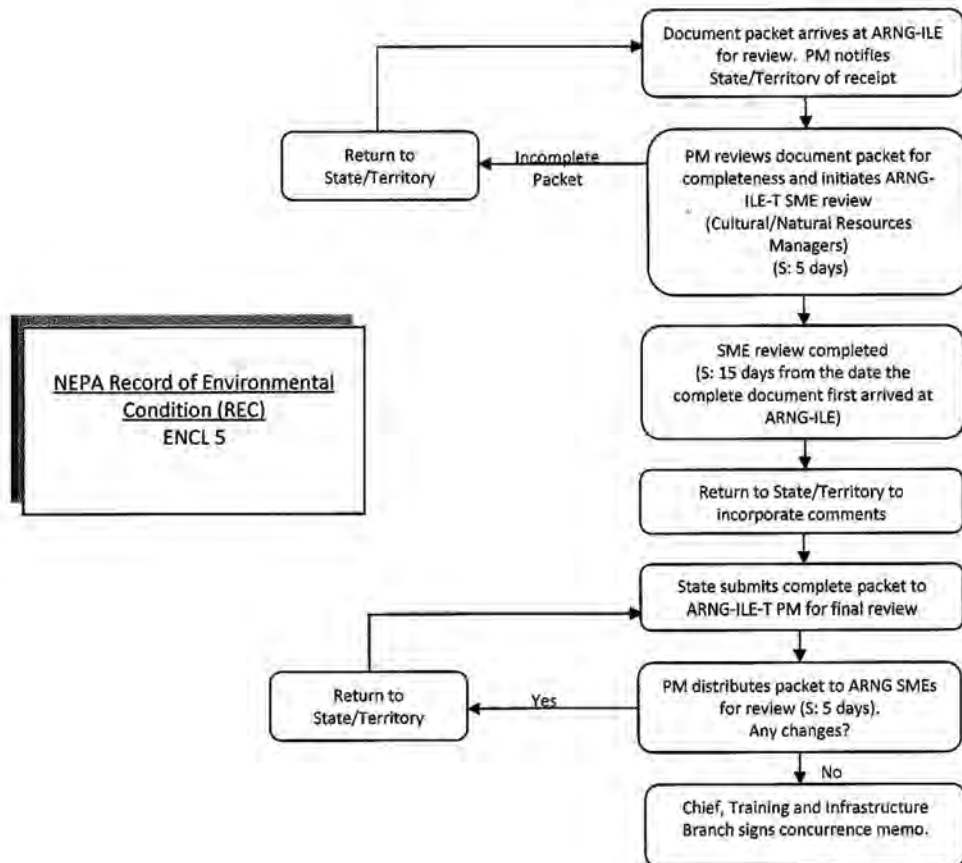 Document packet arrives at ARNG-ILE
for review. PM notifies
State/Territory of receipt
Return to
State/Territory
Incomplete
Packet
PM reviews document packet for
completeness and initiates ARNG-
ILE-T SME review
(Cultural/Natural Resources
Managers)
(S: 5 days)
NEPA Record of Environmental
Condition (REC)
ENCL 5
SME review completed
(S: 15 days from the date the
complete document first arrived at
ARNG-ILE)
Return to State/Territory to
incorporate comments
State submits complete packet to
ARNG-ILE-T PM for final review
Return to
State/Territory
Yes
PM distributes packet to ARNG SMEs
for review (S: 5 days).
Any changes?
No
Chief, Training and Infrastructure
Branch signs concurrence memo.